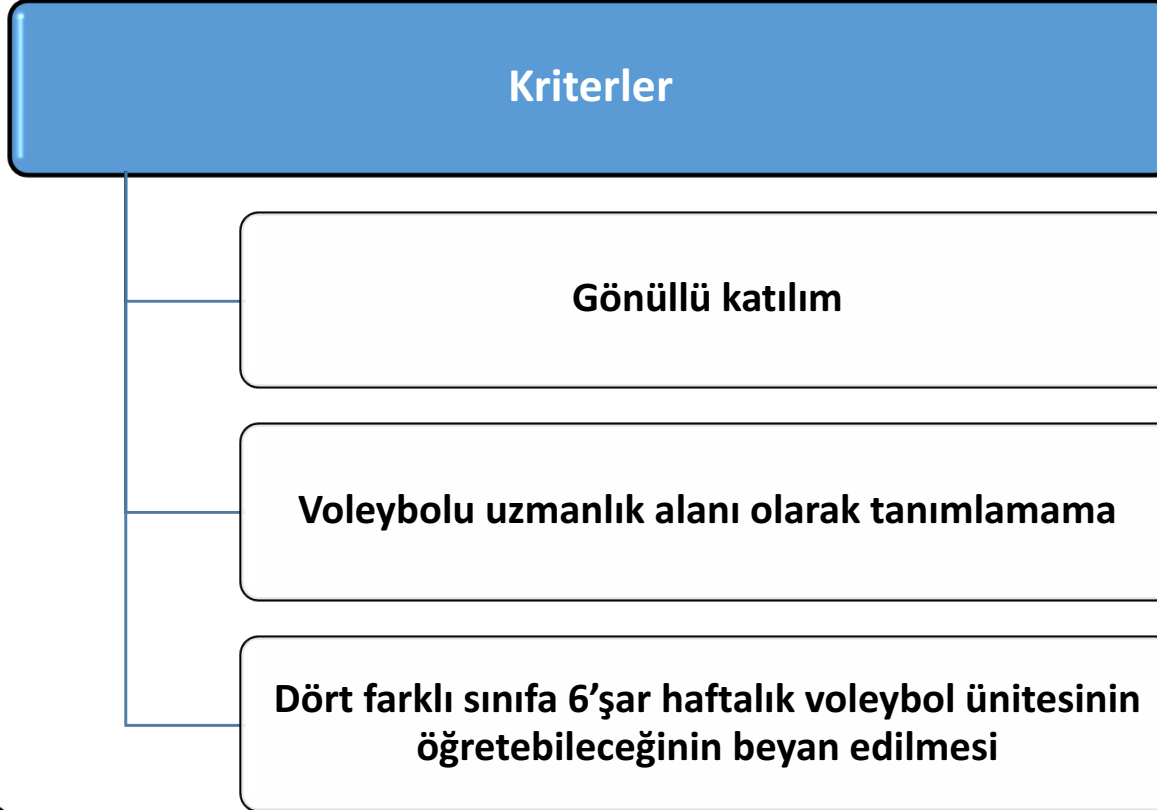 Kriterler
Gönüllü katılım
Voleybolu uzmanlık alanı olarak tanımlamama
Dört farklı sınıfa 6’şar haftalık voleybol ünitesinin
öğretebileceğinin beyan edilmesi